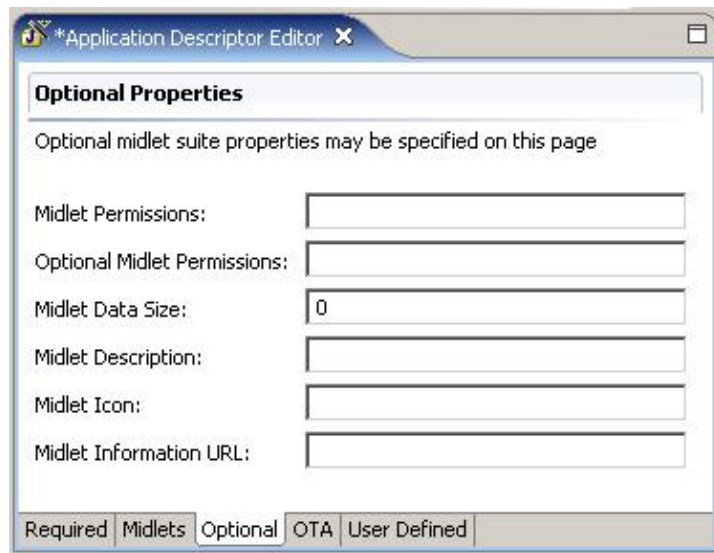 *Application Descriptor Editor
Optional Properties
Optional midlet suite properties may be specified on this page
Midlet Permissions:
Optional Midlet Permissions:
Midlet Data Size: 0
Midlet Description:
Midlet Icon:
Midlet Information URL:
Required Midlets Optional OTA User Defined